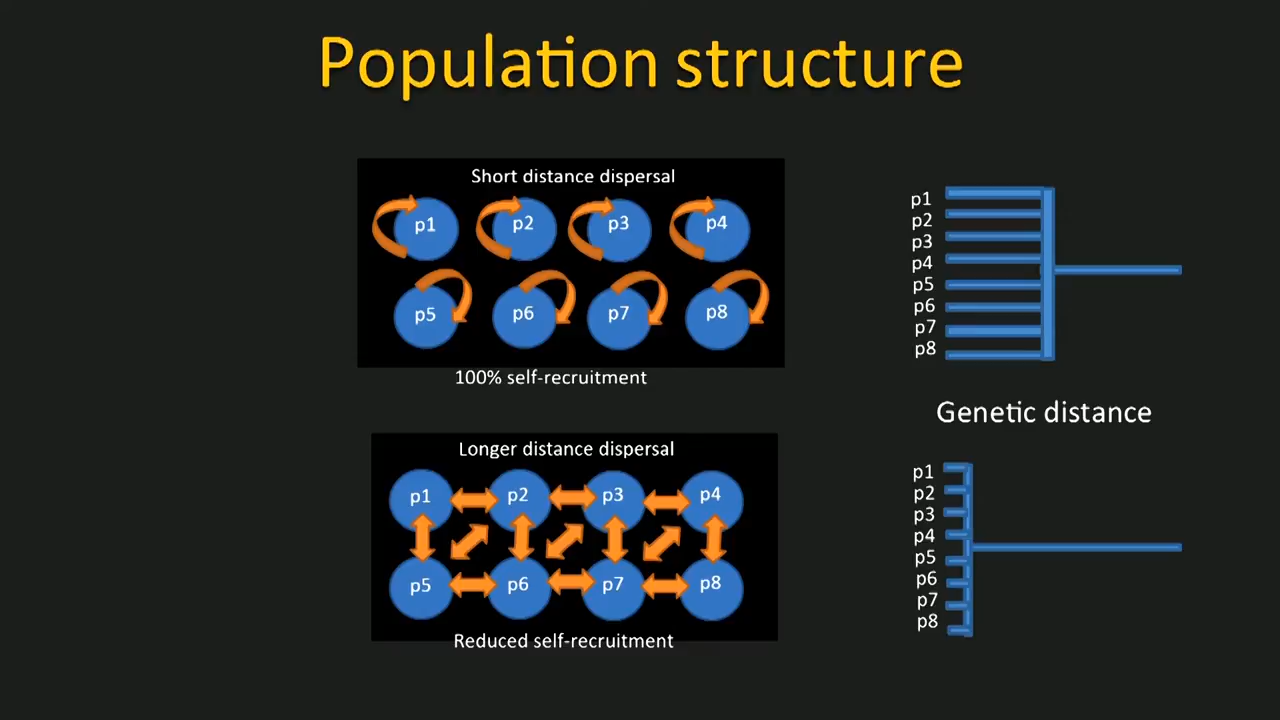 Population structure
Short distance dispersal
p1 p2 p3 p4
p5 p6 p7 p8
100% self-recruitment
p1
p2
p3
p4
p5
p6
p7
p8
Genetic distance
Longer distance dispersal
p1 p2 p3 p4
p5 p6 p7 p8
Reduced self-recruitment
p1
p2
p3
p4
p5
p6
p7
p8